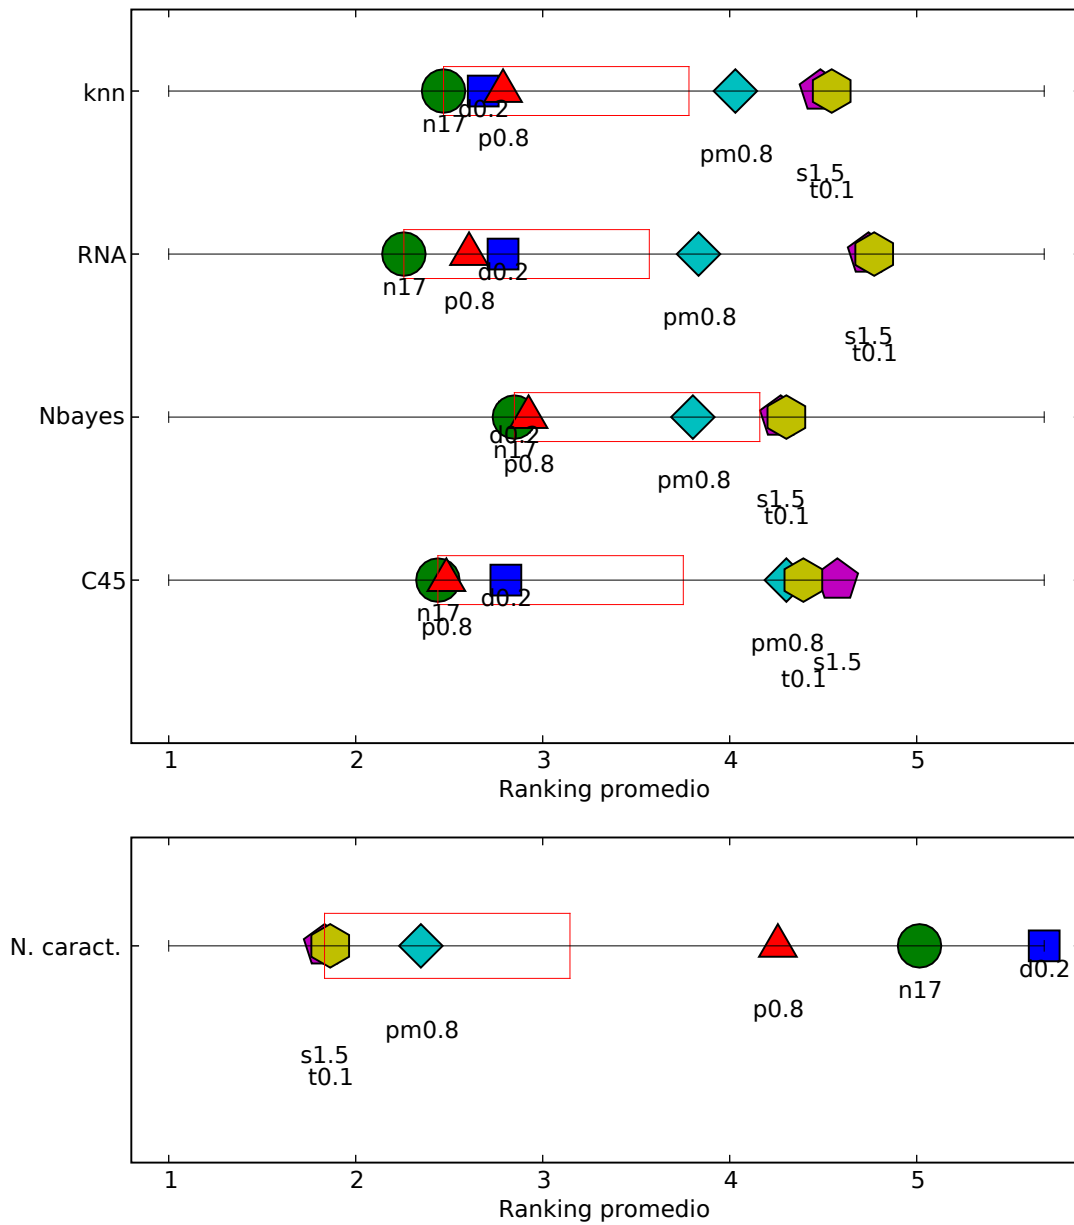 knn
d0.2
n17
p0.8
pm0.8
s1.5
t0.1
RNA
d0.2
n17
p0.8
pm0.8
s1.5
t0.1
Nbayes
d0.2
n17
p0.8
pm0.8
s1.5
t0.1
C45
d0.2
n17
p0.8
pm0.8
s1.5
t0.1
1 2 3 4 5
Ranking promedio
N. caract.
d0.2
n17
p0.8
pm0.8
s1.5
t0.1
1 2 3 4 5
Ranking promedio